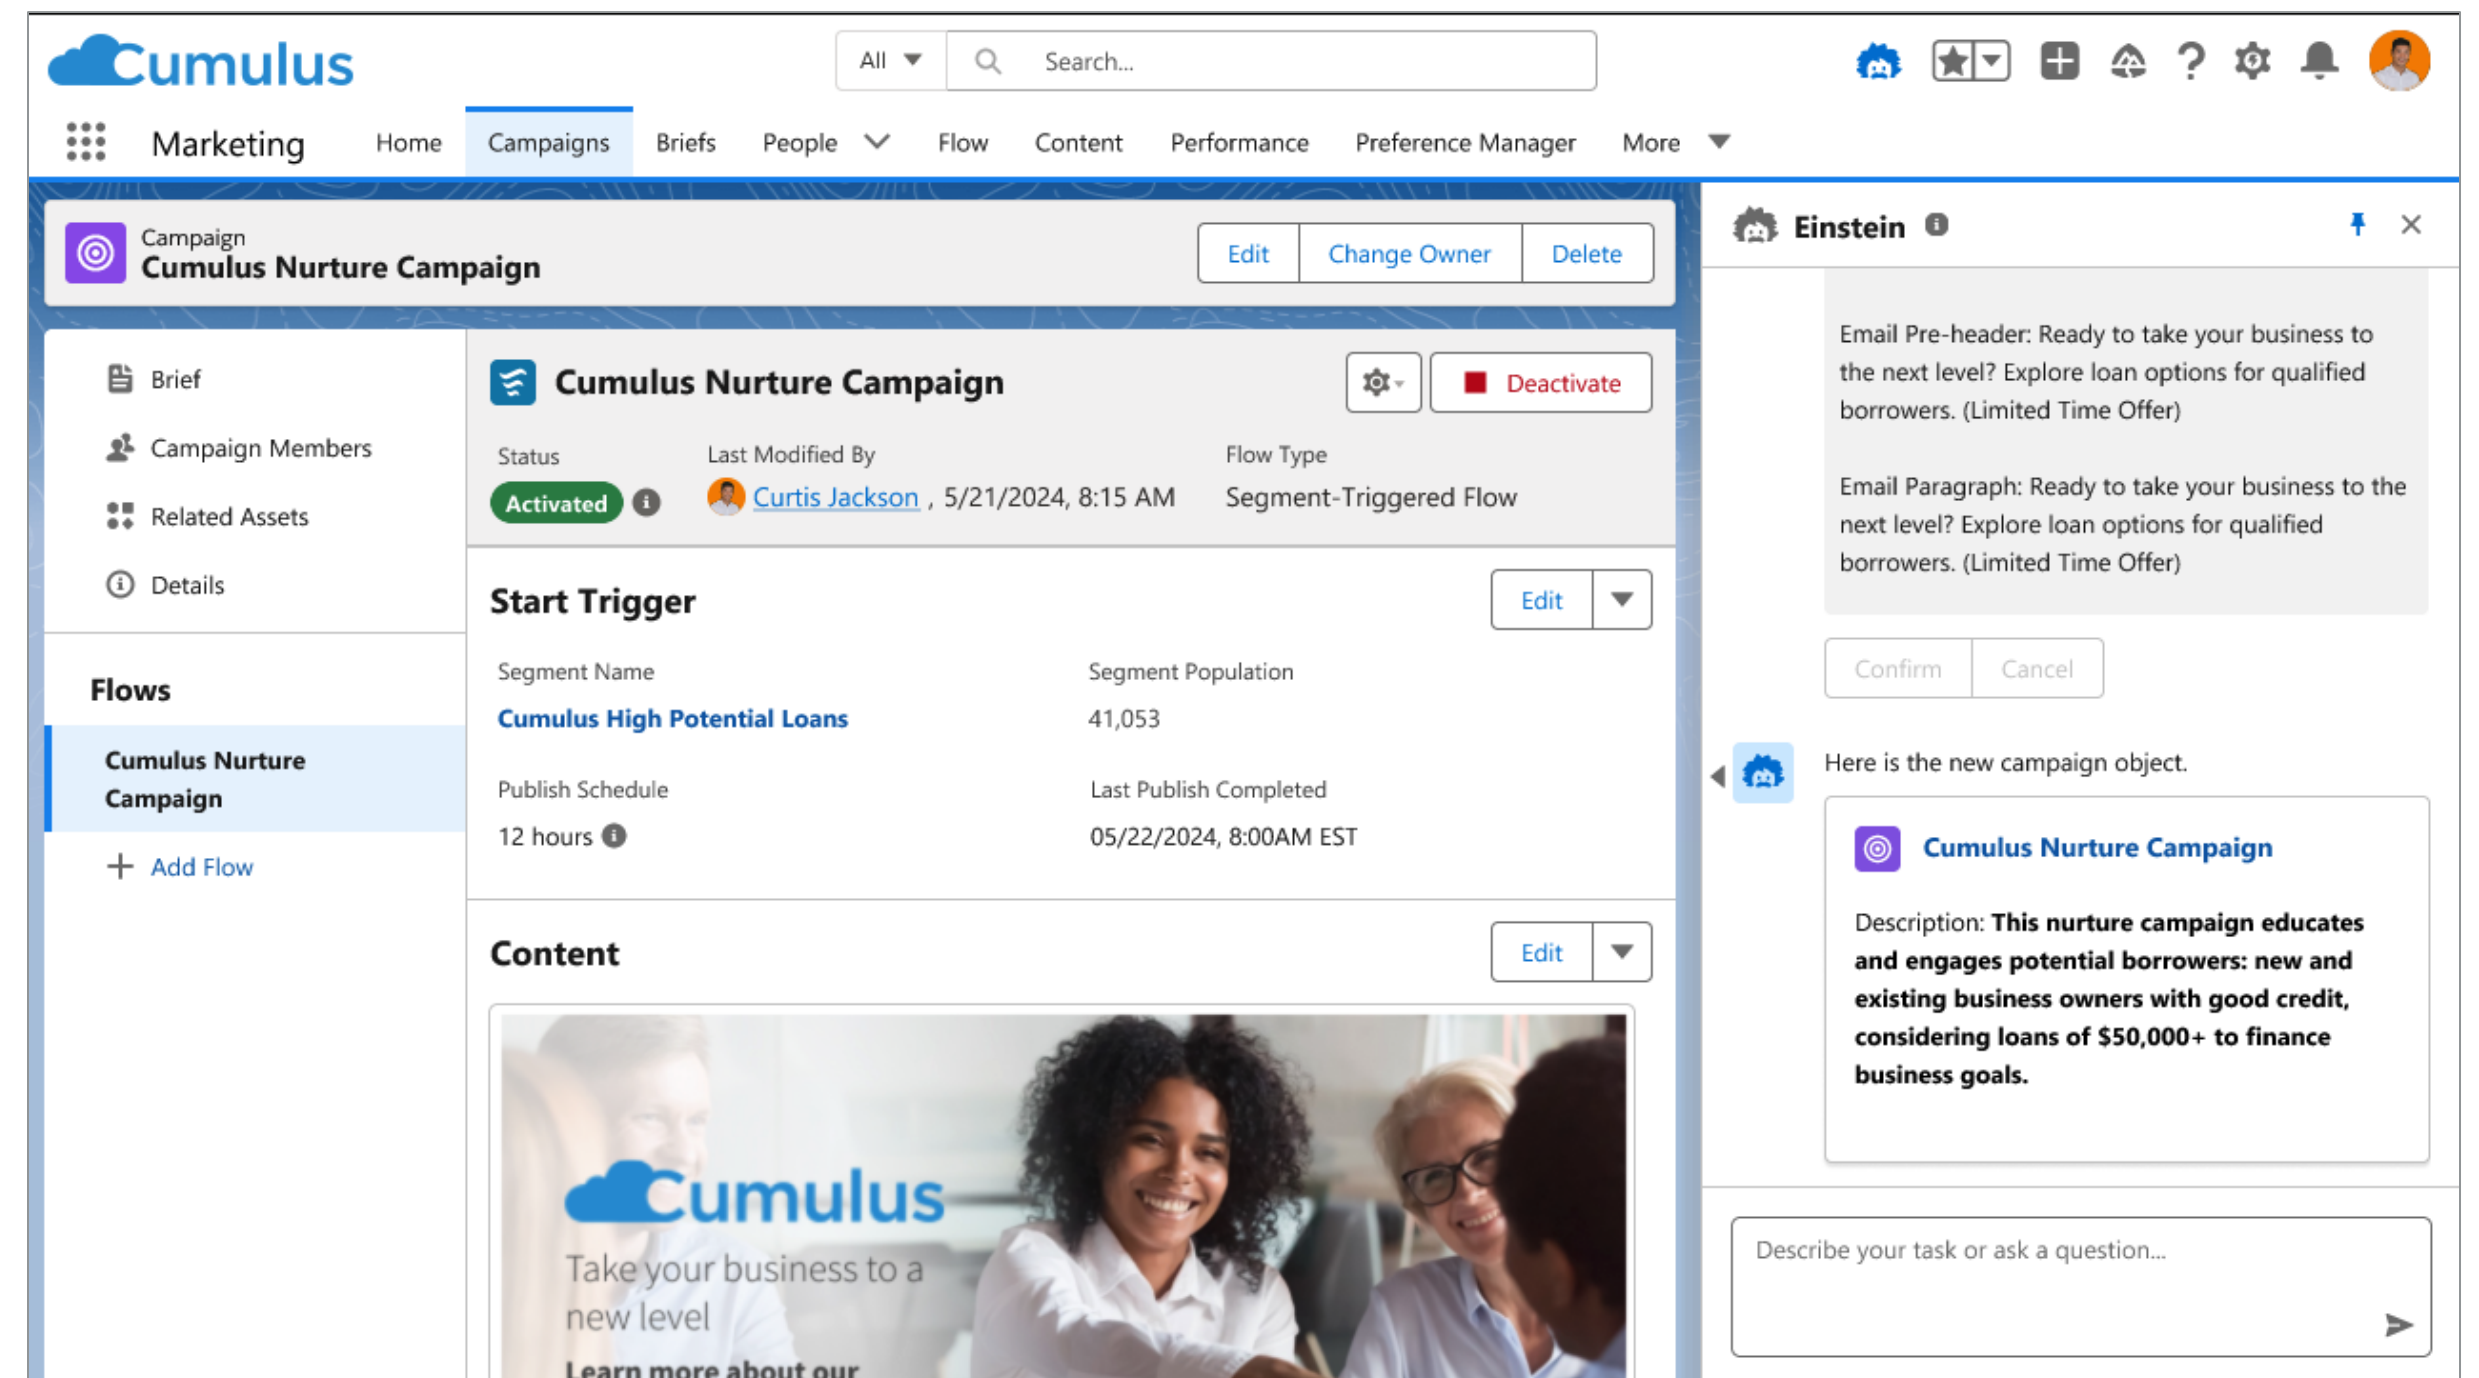 Cumulus
All
Search...
Marketing
Home
Campaigns
Briefs
People
Flow
Content
Performance
Preference Manager
More
Campaign
Cumulus Nurture Campaign
Edit
Change Owner
Delete
Brief
Campaign Members
Related Assets
Details
Flows
Cumulus Nurture
Campaign
Add Flow
Cumulus Nurture Campaign
Deactivate
Status
Last Modified By
Flow Type
Activated
Curtis Jackson , 5/21/2024, 8:15 AM
Segment-Triggered Flow
Start Trigger
Edit
Segment Name
Segment Population
Cumulus High Potential Loans
41,053
Publish Schedule
Last Publish Completed
12 hours
05/22/2024, 8:00AM EST
Content
Edit
Cumulus
Take your business to a
new level
Learn more about our
Einstein
Email Pre-header: Ready to take your business to
the next level? Explore loan options for qualified
borrowers. (Limited Time Offer)
Email Paragraph: Ready to take your business to the
next level? Explore loan options for qualified
borrowers. (Limited Time Offer)
Confirm
Cancel
Here is the new campaign object.
Cumulus Nurture Campaign
Description: This nurture campaign educates
and engages potential borrowers: new and
existing business owners with good credit,
considering loans of $50,000+ to finance
business goals.
Describe your task or ask a question...